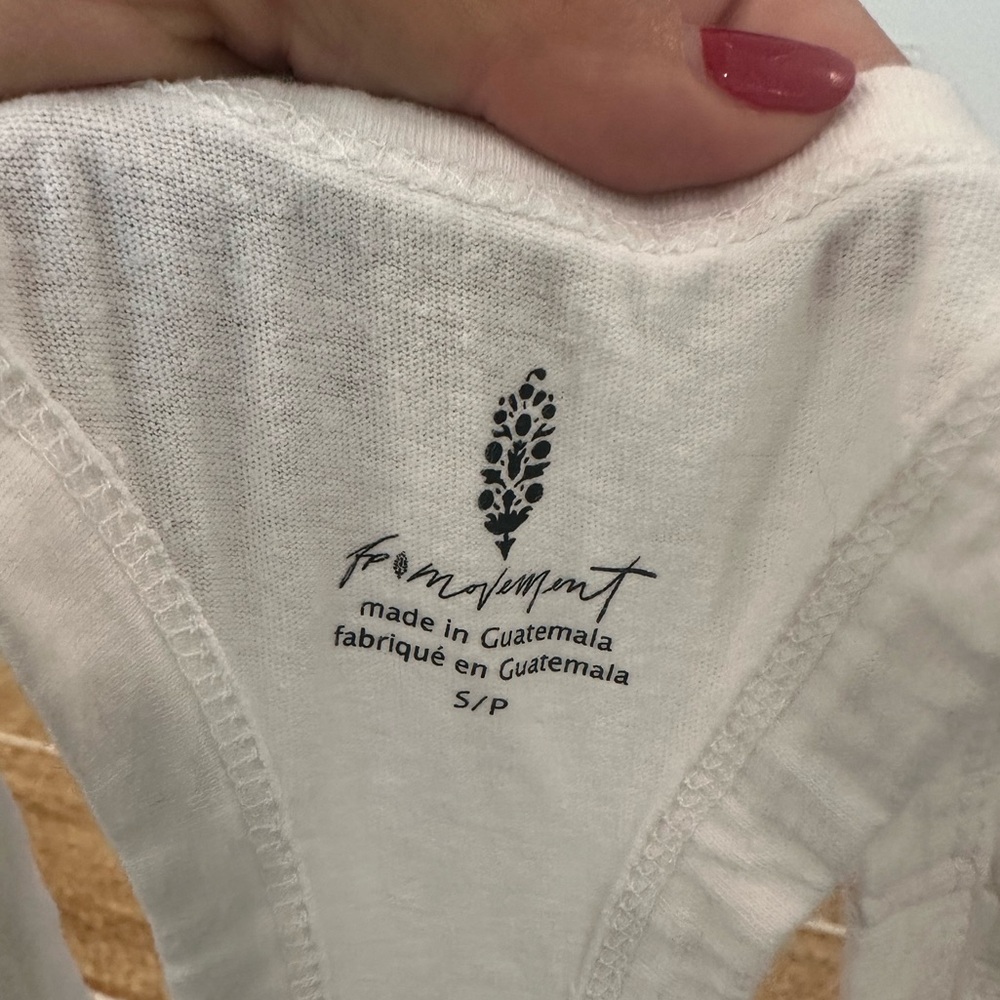 fp movement
made in Guatemala
fabriqué en Guatemala
S/P